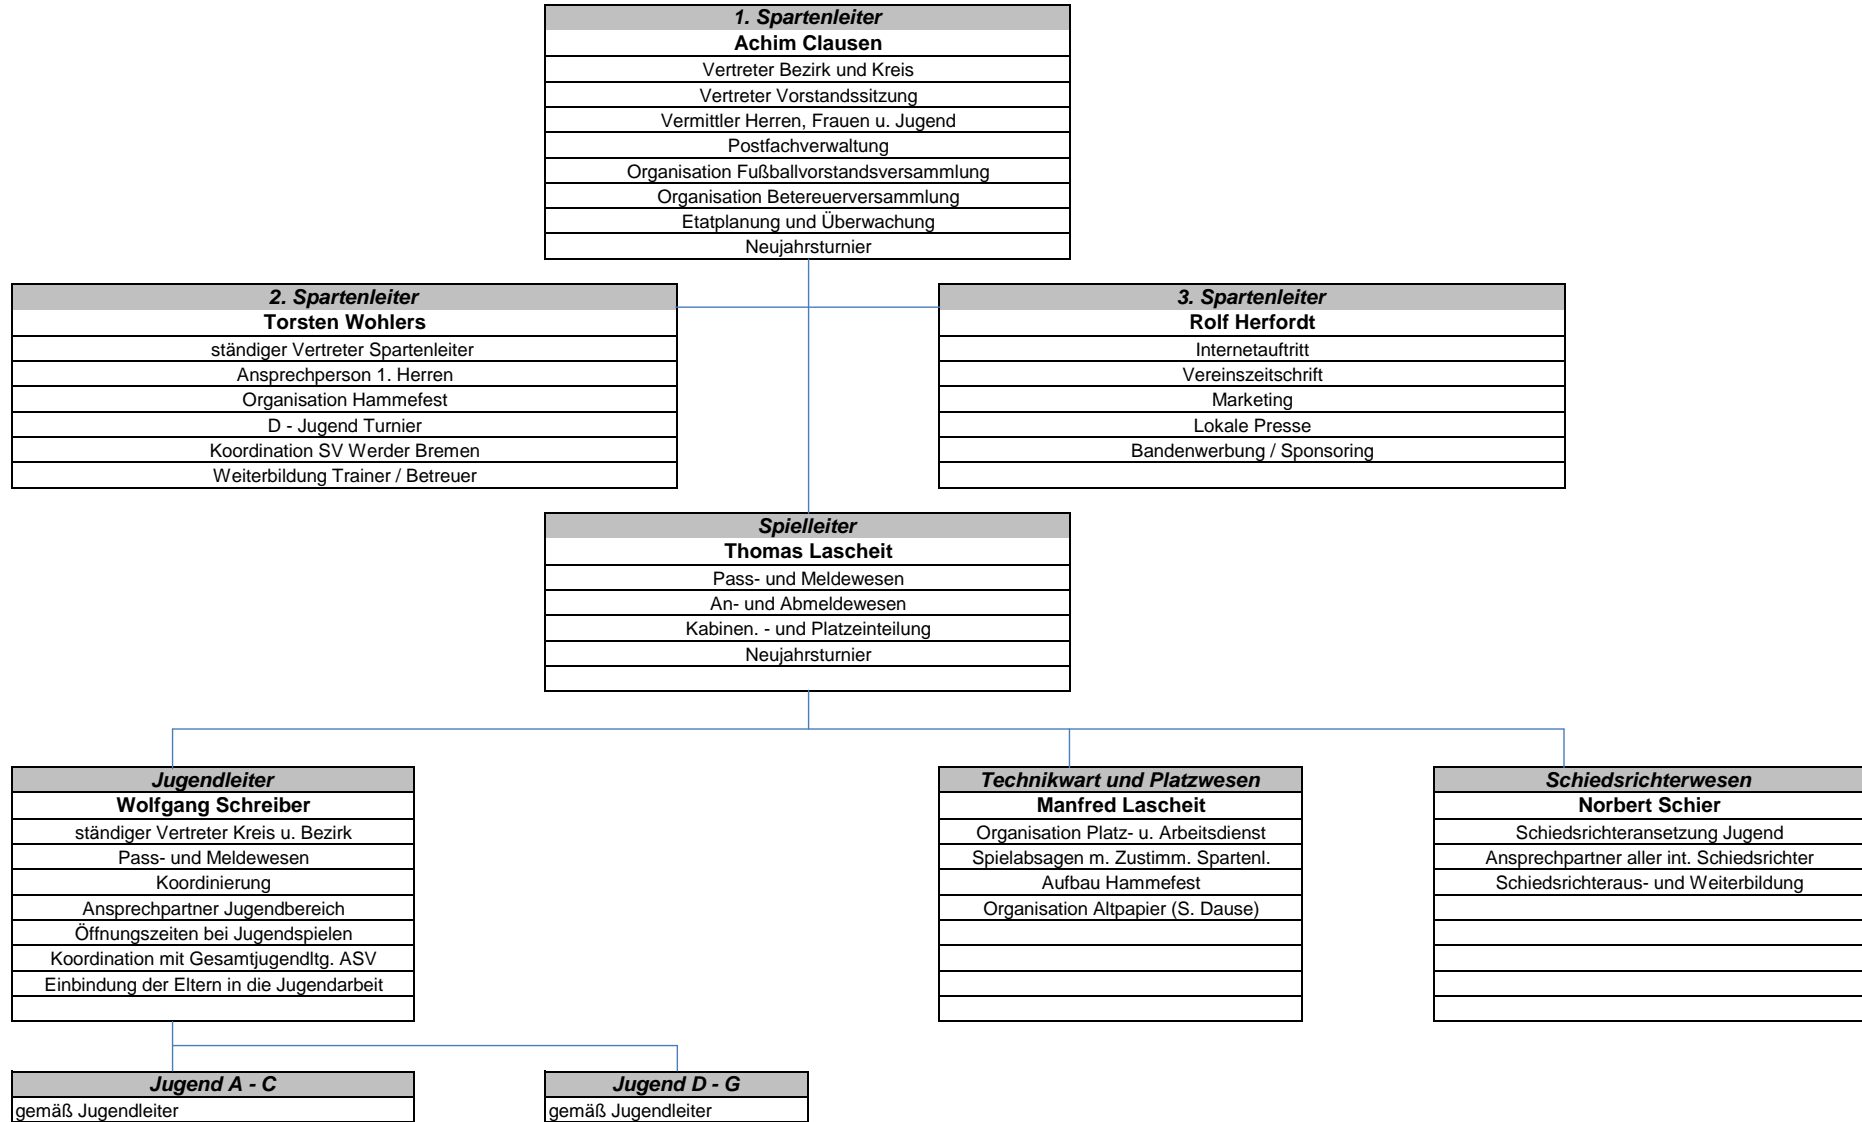 1. Spartenleiter
Achim Clausen
Vertreter Bezirk und Kreis
Vertreter Vorstandssitzung
Vermittler Herren, Frauen u. Jugend
Postfachverwaltung
Organisation Fußballvorstandsversammlung
Organisation Betereuerversammlung
Etatplanung und Überwachung
Neujahrsturnier
2. Spartenleiter
Torsten Wohlers
ständiger Vertreter Spartenleiter
Ansprechperson 1. Herren
Organisation Hammefest
D - Jugend Turnier
Koordination SV Werder Bremen
Weiterbildung Trainer / Betreuer
3. Spartenleiter
Rolf Herfordt
Internetauftritt
Vereinszeitschrift
Marketing
Lokale Presse
Bandenwerbung / Sponsoring
Spielleiter
Thomas Lascheit
Pass- und Meldewesen
An- und Abmeldewesen
Kabinen. - und Platzeinteilung
Neujahrsturnier
Jugendleiter
Wolfgang Schreiber
ständiger Vertreter Kreis u. Bezirk
Pass- und Meldewesen
Koordinierung
Ansprechpartner Jugendbereich
Öffnungszeiten bei Jugendspielen
Koordination mit Gesamtjugendltg. ASV
Einbindung der Eltern in die Jugendarbeit
Technikwart und Platzwesen
Manfred Lascheit
Organisation Platz- u. Arbeitsdienst
Spielabsagen m. Zustimm. Spartenl.
Aufbau Hammefest
Organisation Altpapier (S. Dause)
Schiedsrichterwesen
Norbert Schier
Schiedsrichteransetzung Jugend
Ansprechpartner aller int. Schiedsrichter
Schiedsrichteraus- und Weiterbildung
Jugend A - C
gemäß Jugendleiter
Jugend D - G
gemäß Jugendleiter